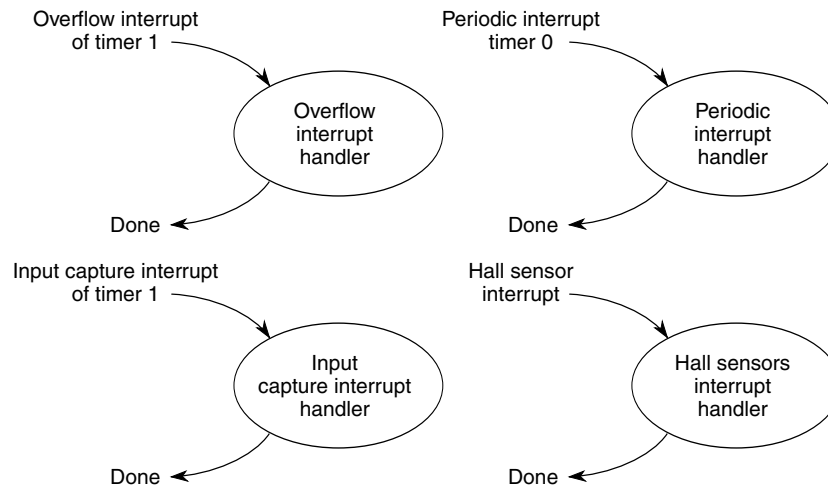 Overflow interrupt
of timer 1
Overflow
interrupt
handler
Done
Periodic interrupt
timer 0
Periodic
interrupt
handler
Done
Input capture interrupt
of timer 1
Input
capture interrupt
handler
Done
Hall sensor
interrupt
Hall sensors
interrupt
handler
Done